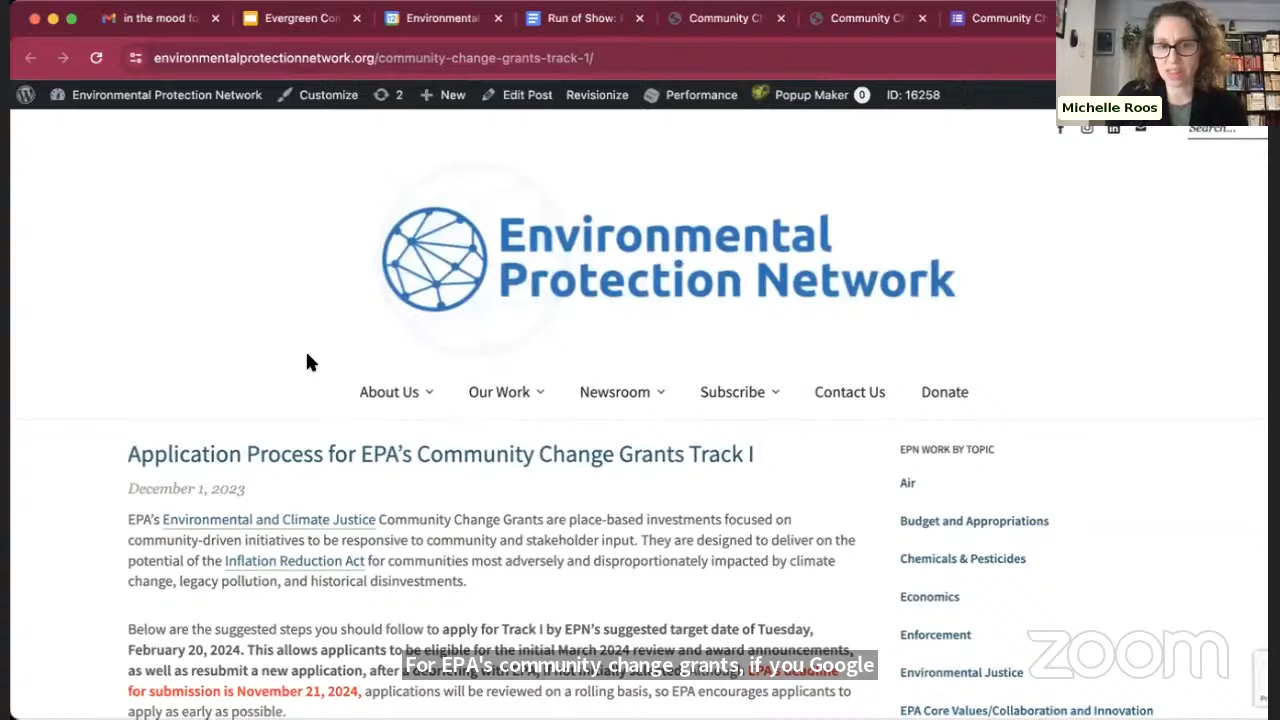 in the mood fo
Evergreen Con
Environmental
Run of Show:
Community C
Community C
Community Ch
environmentalprotectionnetwork.org/community-change-grants-track-1/
Environmental Protection Network
Customize
2
New
Edit Post
Revisionize
Performance
Popup Maker 0
ID: 16258
Michelle Roos
Search...
Environmental
Protection Network
About Us
Our Work
Newsroom
Subscribe
Contact Us
Donate
Application Process for EPA's Community Change Grants Track I
December 1, 2023
EPA's Environmental and Climate Justice Community Change Grants are place-based investments focused on
community-driven initiatives to be responsive to community and stakeholder input. They are designed to deliver on the
potential of the Inflation Reduction Act for communities most adversely and disproportionately impacted by climate
change, legacy pollution, and historical disinvestments.
Below are the suggested steps you should follow to apply for Track I by EPN's suggested target date of Tuesday,
February 20, 2024. This allows applicants to be eligible for the initial March 2024 review and award announcements,
as well as resubmit a new application, after
for submission is November 21, 2024, applications will be reviewed on a rolling basis, so EPA encourages applicants to
apply as early as possible.
For EPA's community change grants, if you Google
EPN WORK BY TOPIC
Air
Budget and Appropriations
Chemicals & Pesticides
Economics
Enforcement
Environmental Justice
EPA Core Values/Collaboration and Innovation
zoom